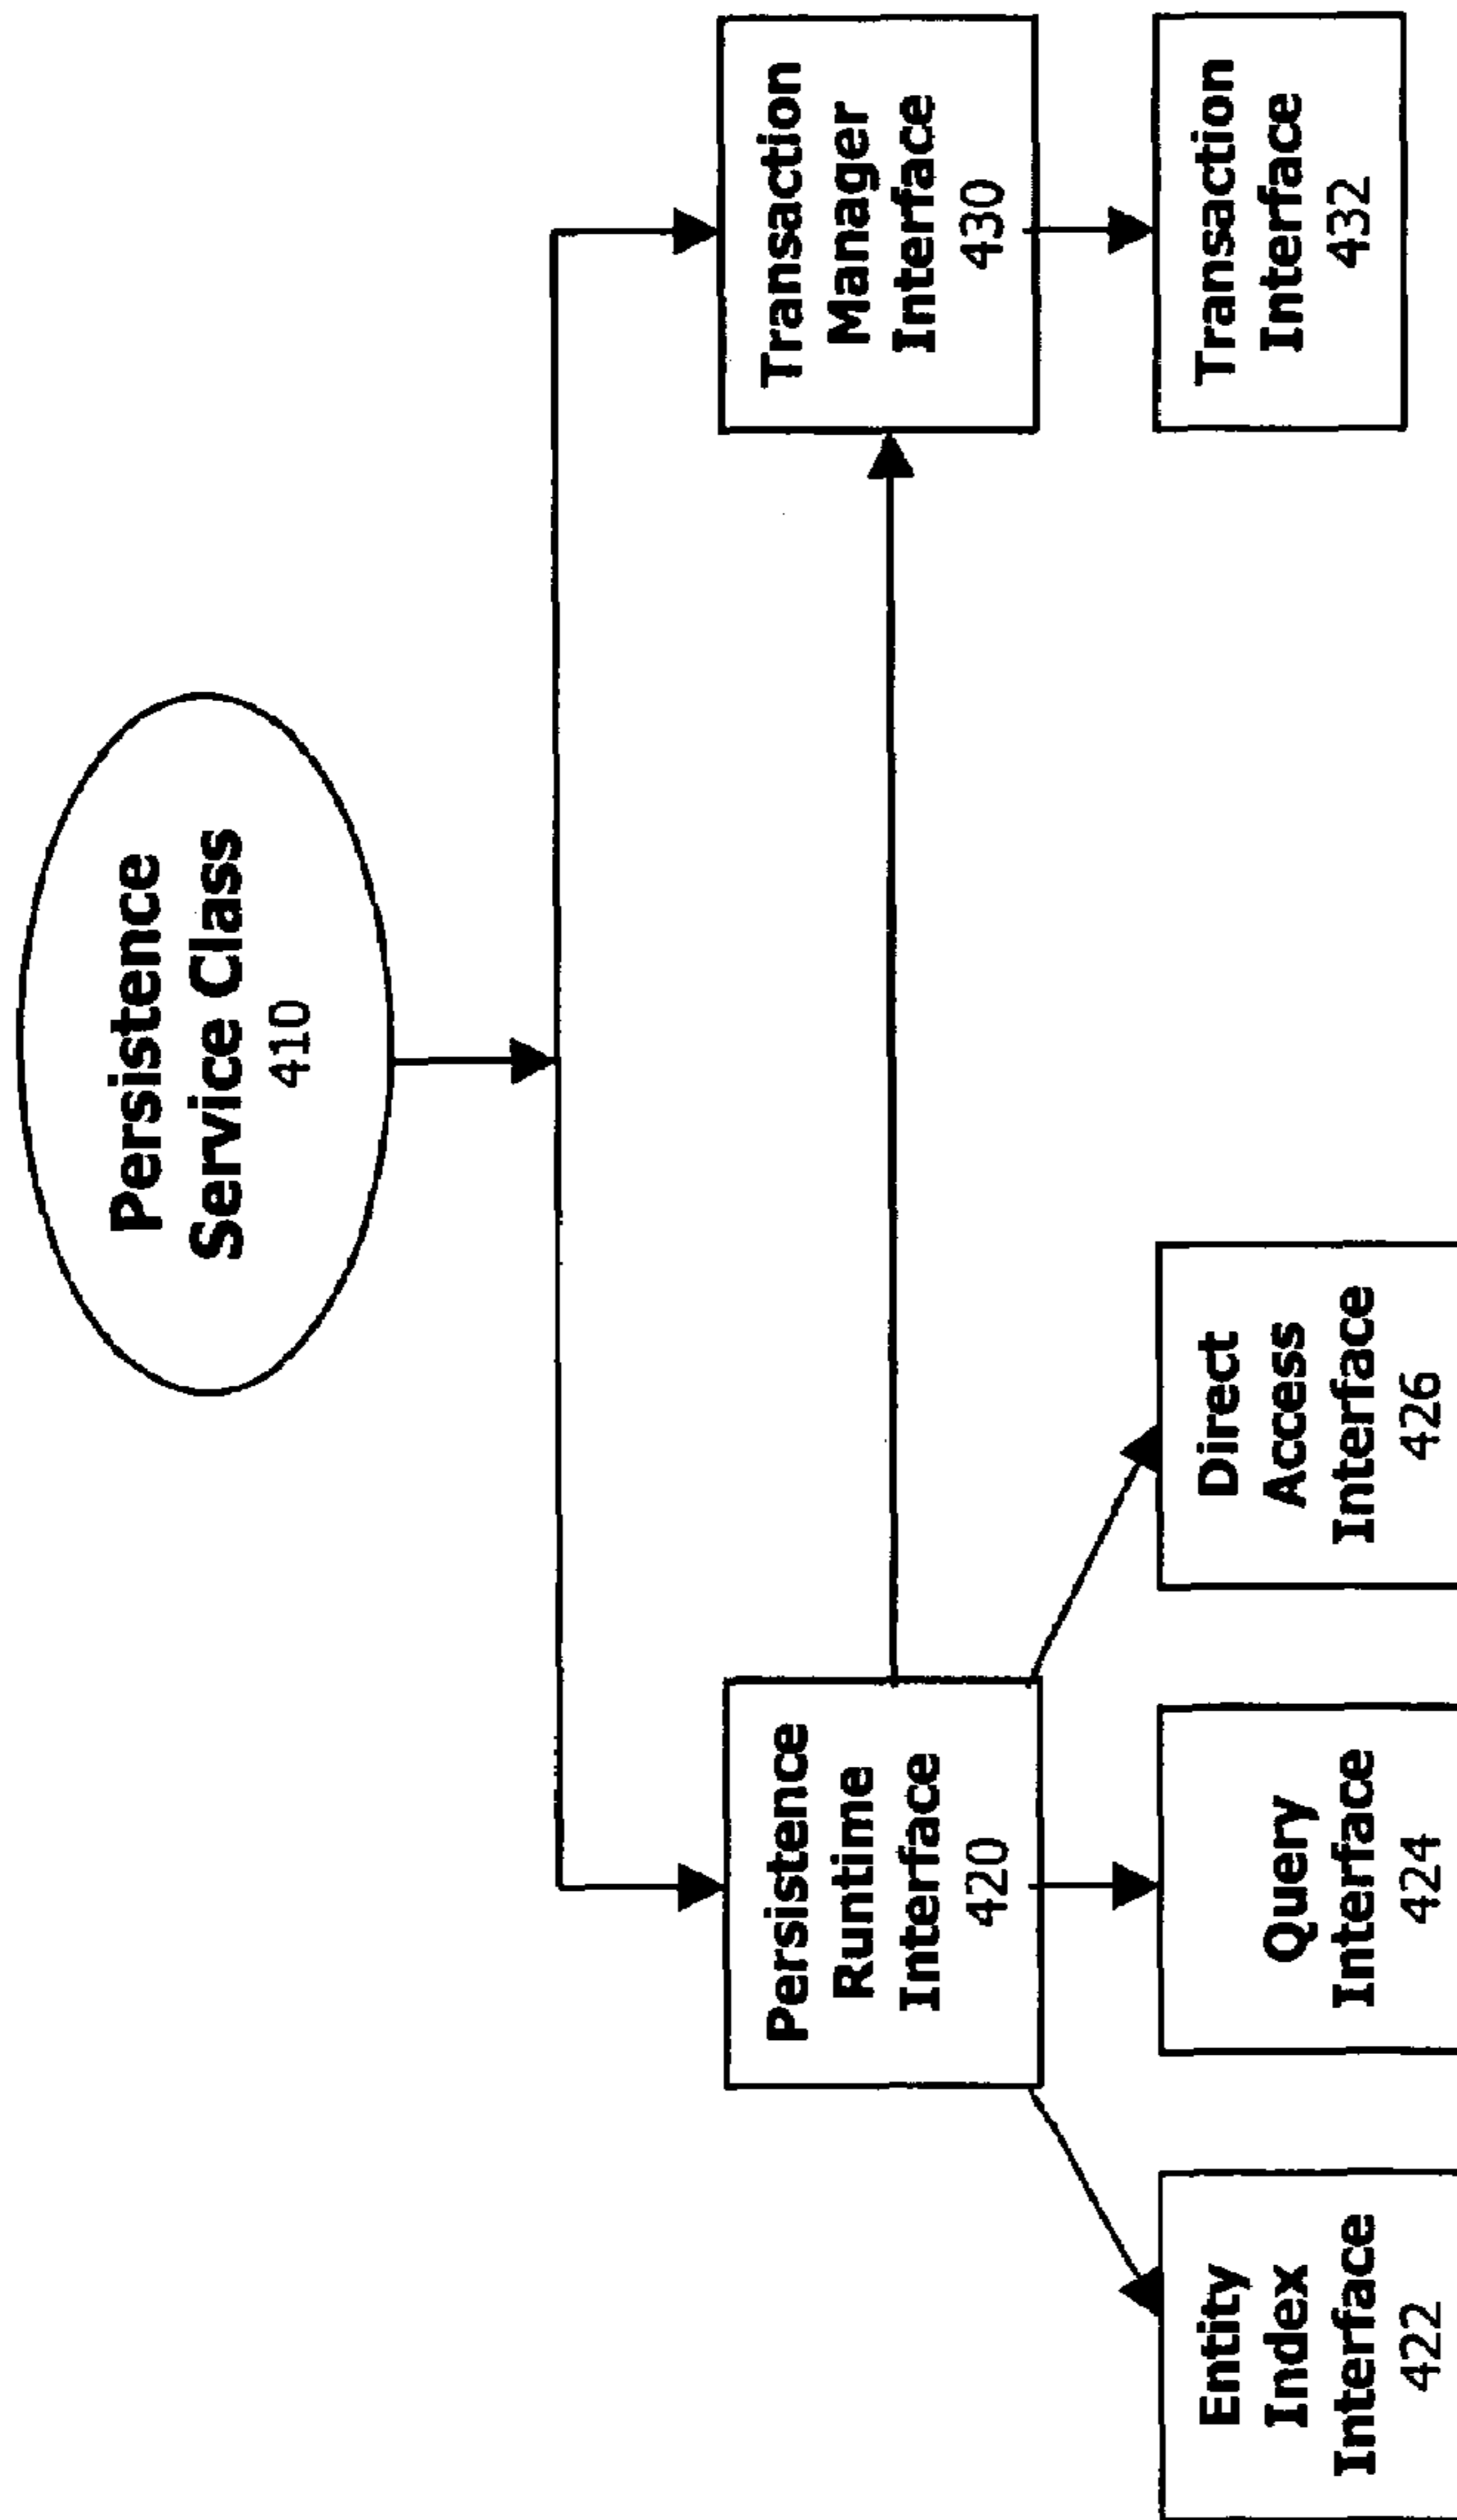 Persistence
Service Class
410
Persistence
Runtime
Interface
420
Transaction
Manager
Interface
430
Entity
Index
Interface
422
Query
Interface
424
Direct
Access
Interface
426
Transaction
Interface
432